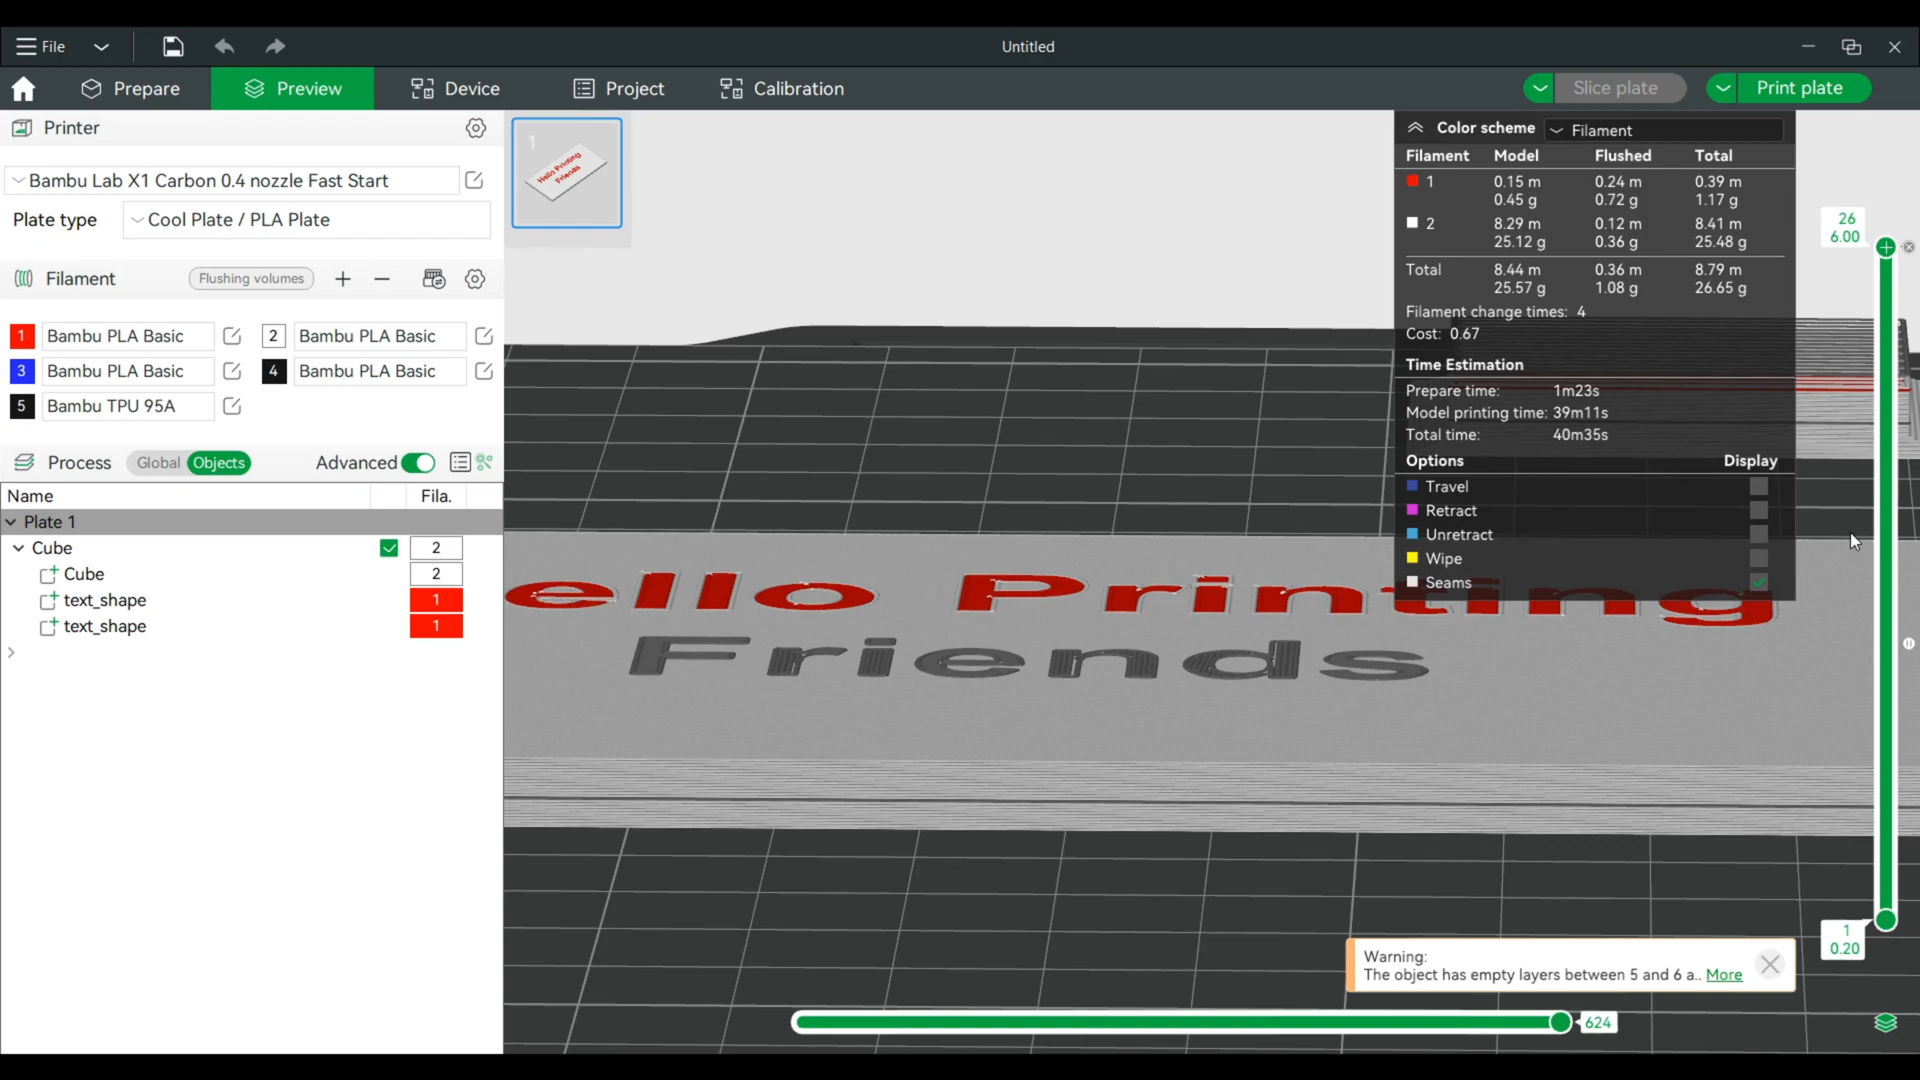 File
Untitled
Prepare
Preview
Device
Project
Calibration
Slice plate
Print plate
Printer
Bambu Lab X1 Carbon 0.4 nozzle Fast Start
Plate type
Cool Plate / PLA Plate
Filament
Flushing volumes
1 Bambu PLA Basic
2 Bambu PLA Basic
3 Bambu PLA Basic
4 Bambu PLA Basic
5 Bambu TPU 95A
Process
Global
Objects
Advanced
Name
Fila.
Plate 1
Cube
2
Cube
2
text_shape
1
text_shape
1
1
Hello Printing
Friends
Color scheme
Filament
Filament Model Flushed Total
1 0.15 m 0.24 m 0.39 m
0.45 g 0.72 g 1.17 g
2 8.29 m 0.12 m 8.41 m
25.12 g 0.36 g 25.48 g
Total 8.44 m 0.36 m 8.79 m
25.57 g 1.08 g 26.65 g
Filament change times: 4
Cost: 0.67
Time Estimation
Prepare time: 1m23s
Model printing time: 39m11s
Total time: 40m35s
Options Display
Travel
Retract
Unretract
Wipe
Seams
26
6.00
ello Printing
Friends
1
0.20
Warning:
The object has empty layers between 5 and 6 a.. More
624